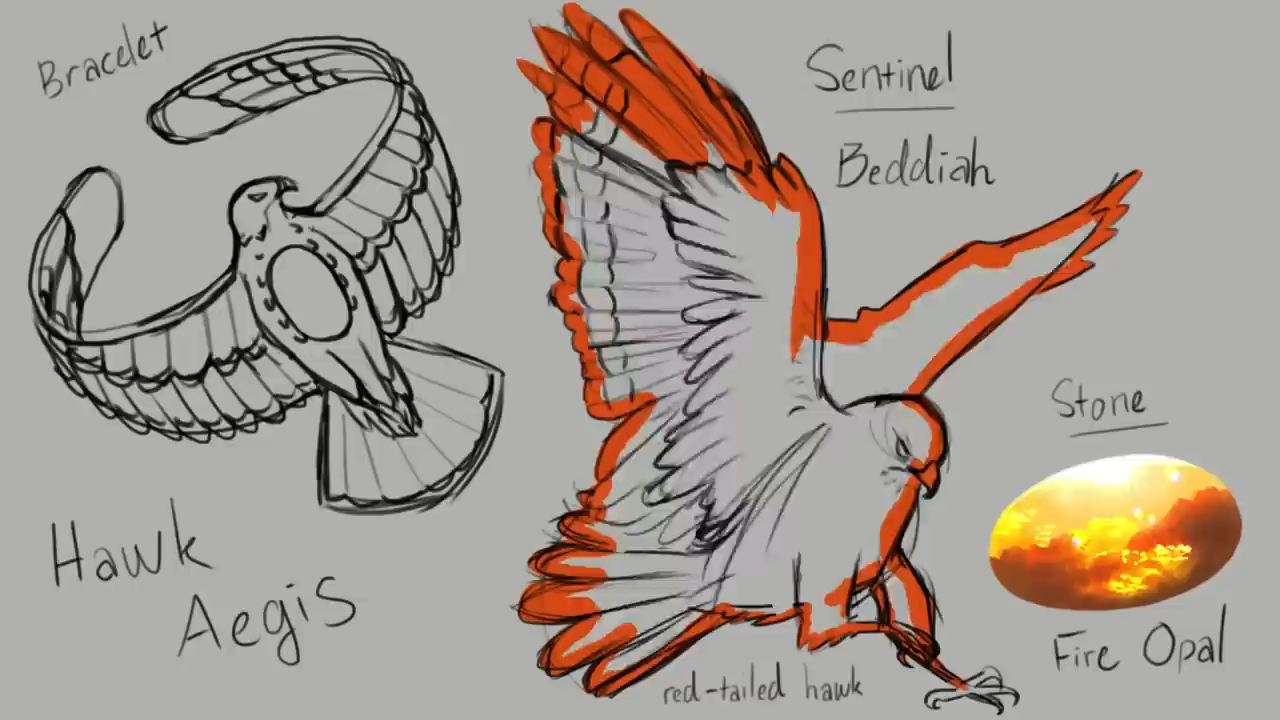 Bracelet
Hawk
Aegis
Sentinel
Beddiah
Stone
Fire Opal
red-tailed hawk